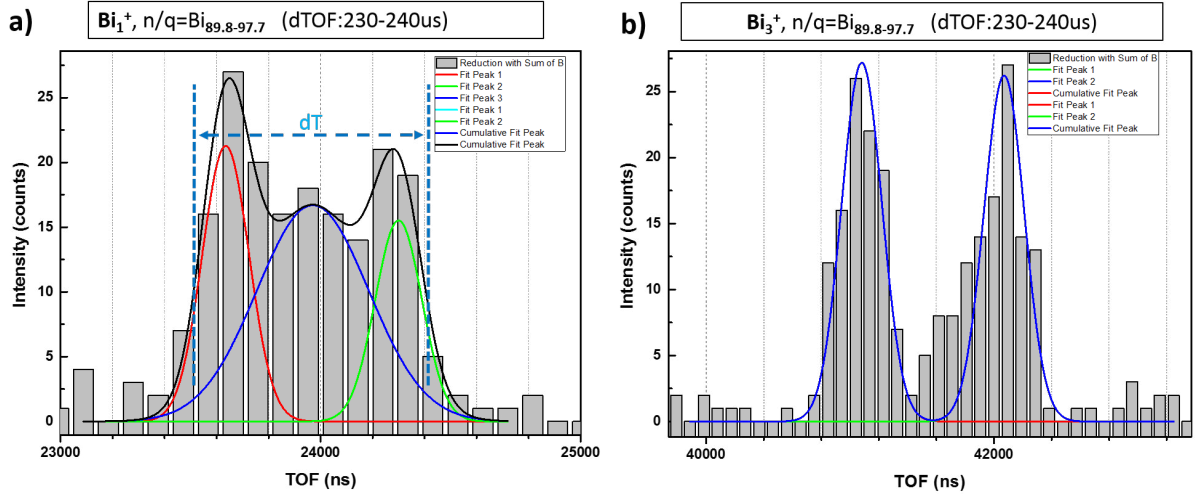 a)
Bi₁⁺, n/q=Bi₈₉.₈₋₉₇.₇ (dTOF:230-240us)
Reduction with Sum of B
Fit Peak 1
Fit Peak 2
Fit Peak 3
Fit Peak 1
Fit Peak 2
Cumulative Fit Peak
Cumulative Fit Peak
dT
Intensity (counts)
25
20
15
10
5
0
23000
24000
25000
TOF (ns)
b)
Bi₃⁺, n/q=Bi₈₉.₈₋₉₇.₇ (dTOF:230-240us)
Reduction with Sum of B
Fit Peak 1
Fit Peak 2
Cumulative Fit Peak
Fit Peak 1
Fit Peak 2
Cumulative Fit Peak
Intensity (counts)
25
20
15
10
5
0
40000
42000
TOF (ns)